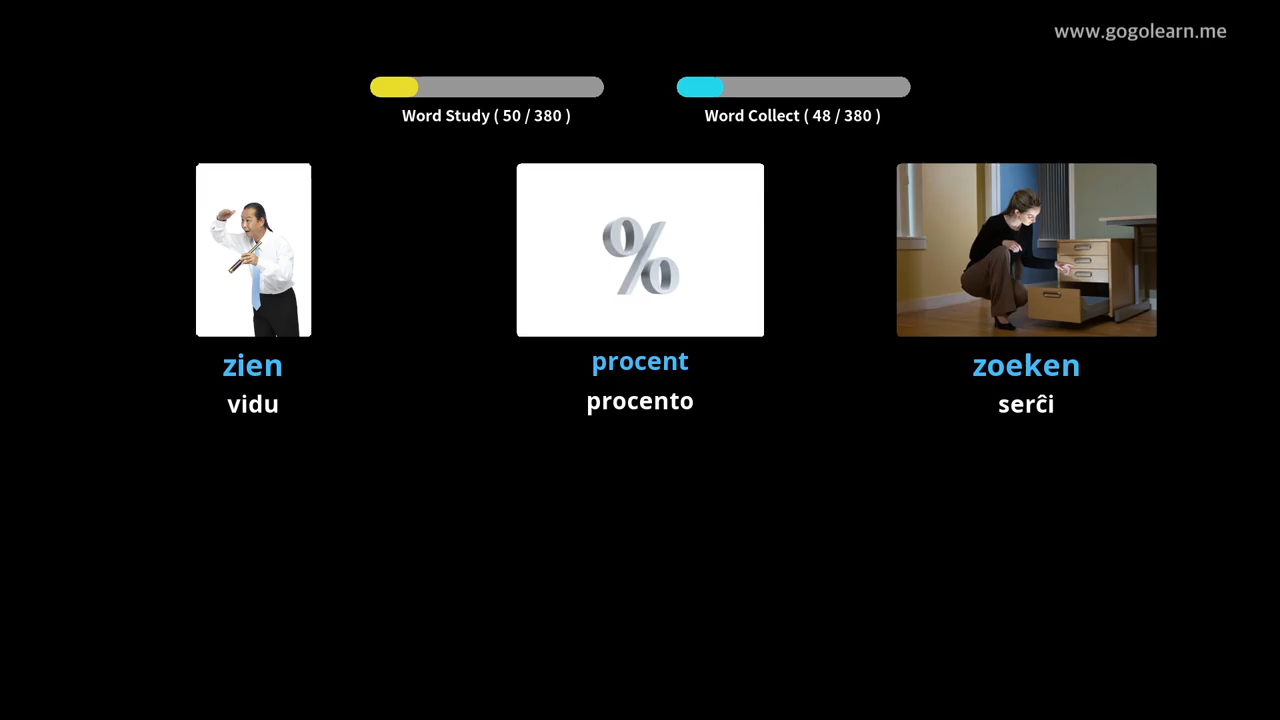 www.gogolearn.me
Word Study ( 50 / 380 )
Word Collect ( 48 / 380 )
%
zien
vidu
procent
procento
zoeken
serĉi